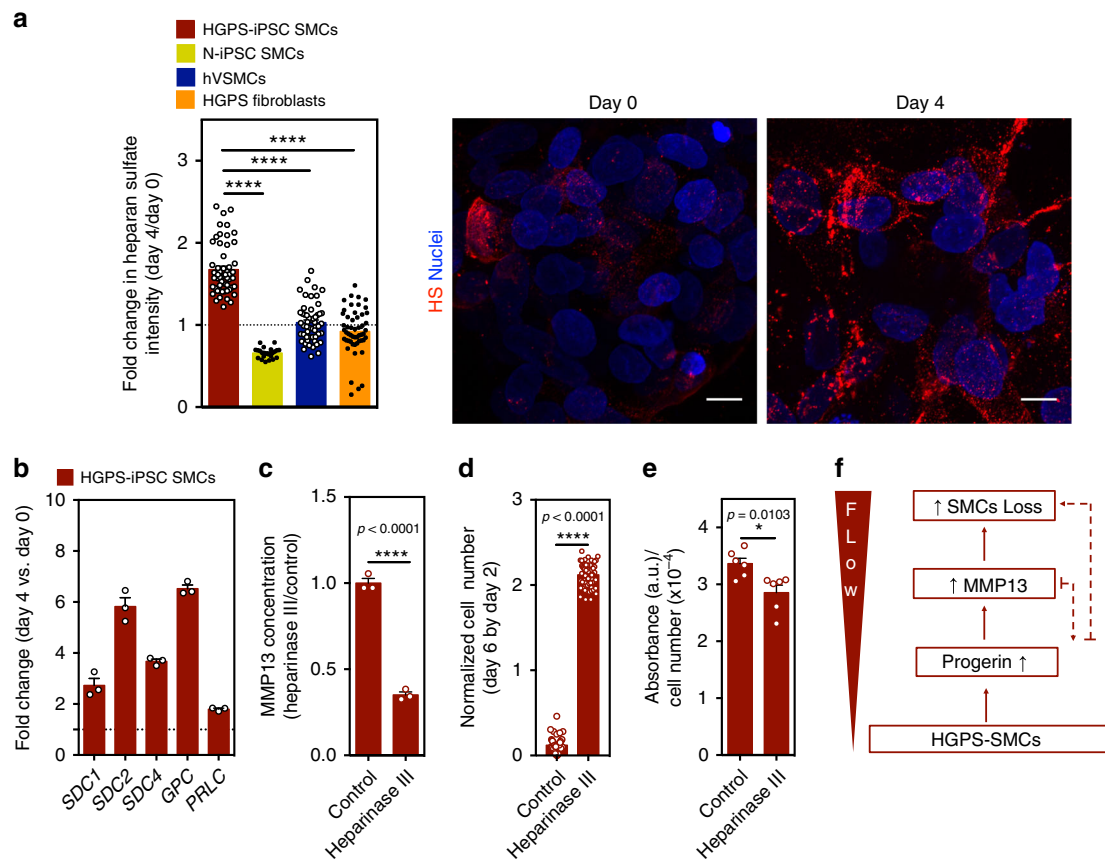 a
HGPS-iPSC SMCs
N-iPSC SMCs
hVSMCs
HGPS fibroblasts
Fold change in heparan sulfate
intensity (day 4/day 0)
3
2
1
0
****
****
****
Day 0
Day 4
HS Nuclei
b
HGPS-iPSC SMCs
Fold change (day 4 vs. day 0)
10
8
6
4
2
0
SDC1
SDC2
SDC4
GPC
PRLC
c
MMP13 concentration
(heparinase III/control)
1.5
1.0
0.5
0.0
p < 0.0001
****
Control
Heparinase III
d
Normalized cell number
(day 6 by day 2)
3
2
1
0
p < 0.0001
****
Control
Heparinase III
e
Absorbance (a.u.)/
cell number (x10⁻⁴)
4
3
2
1
0
p = 0.0103
*
Control
Heparinase III
f
F
L
o
w
↑ SMCs Loss
↑ MMP13
Progerin ↑
HGPS-SMCs